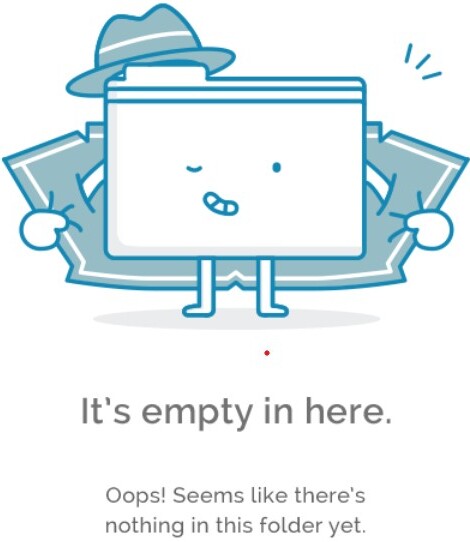 It's empty in here.
Oops! Seems like there's
nothing in this folder yet.